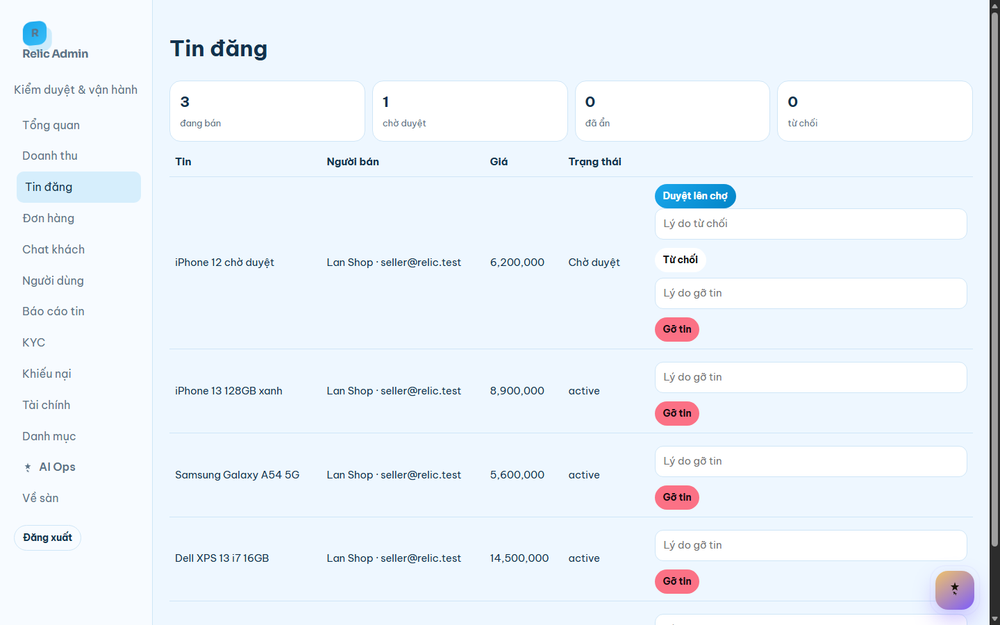 R
Relic Admin
Kiểm duyệt & vận hành
Tổng quan
Doanh thu
Tin đăng
Đơn hàng
Chat khách
Người dùng
Báo cáo tin
KYC
Khiếu nại
Tài chính
Danh mục
AI Ops
Về sàn
Đăng xuất
Tin đăng
3
đang bán
1
chờ duyệt
0
đã ẩn
0
từ chối
Tin Người bán Giá Trạng thái
iPhone 12 chờ duyệt Lan Shop · seller@relic.test 6,200,000 Chờ duyệt
Duyệt lên chợ
Lý do từ chối
Từ chối
Lý do gỡ tin
Gỡ tin
iPhone 13 128GB xanh Lan Shop · seller@relic.test 8,900,000 active
Lý do gỡ tin
Gỡ tin
Samsung Galaxy A54 5G Lan Shop · seller@relic.test 5,600,000 active
Lý do gỡ tin
Gỡ tin
Dell XPS 13 i7 16GB Lan Shop · seller@relic.test 14,500,000 active
Lý do gỡ tin
Gỡ tin